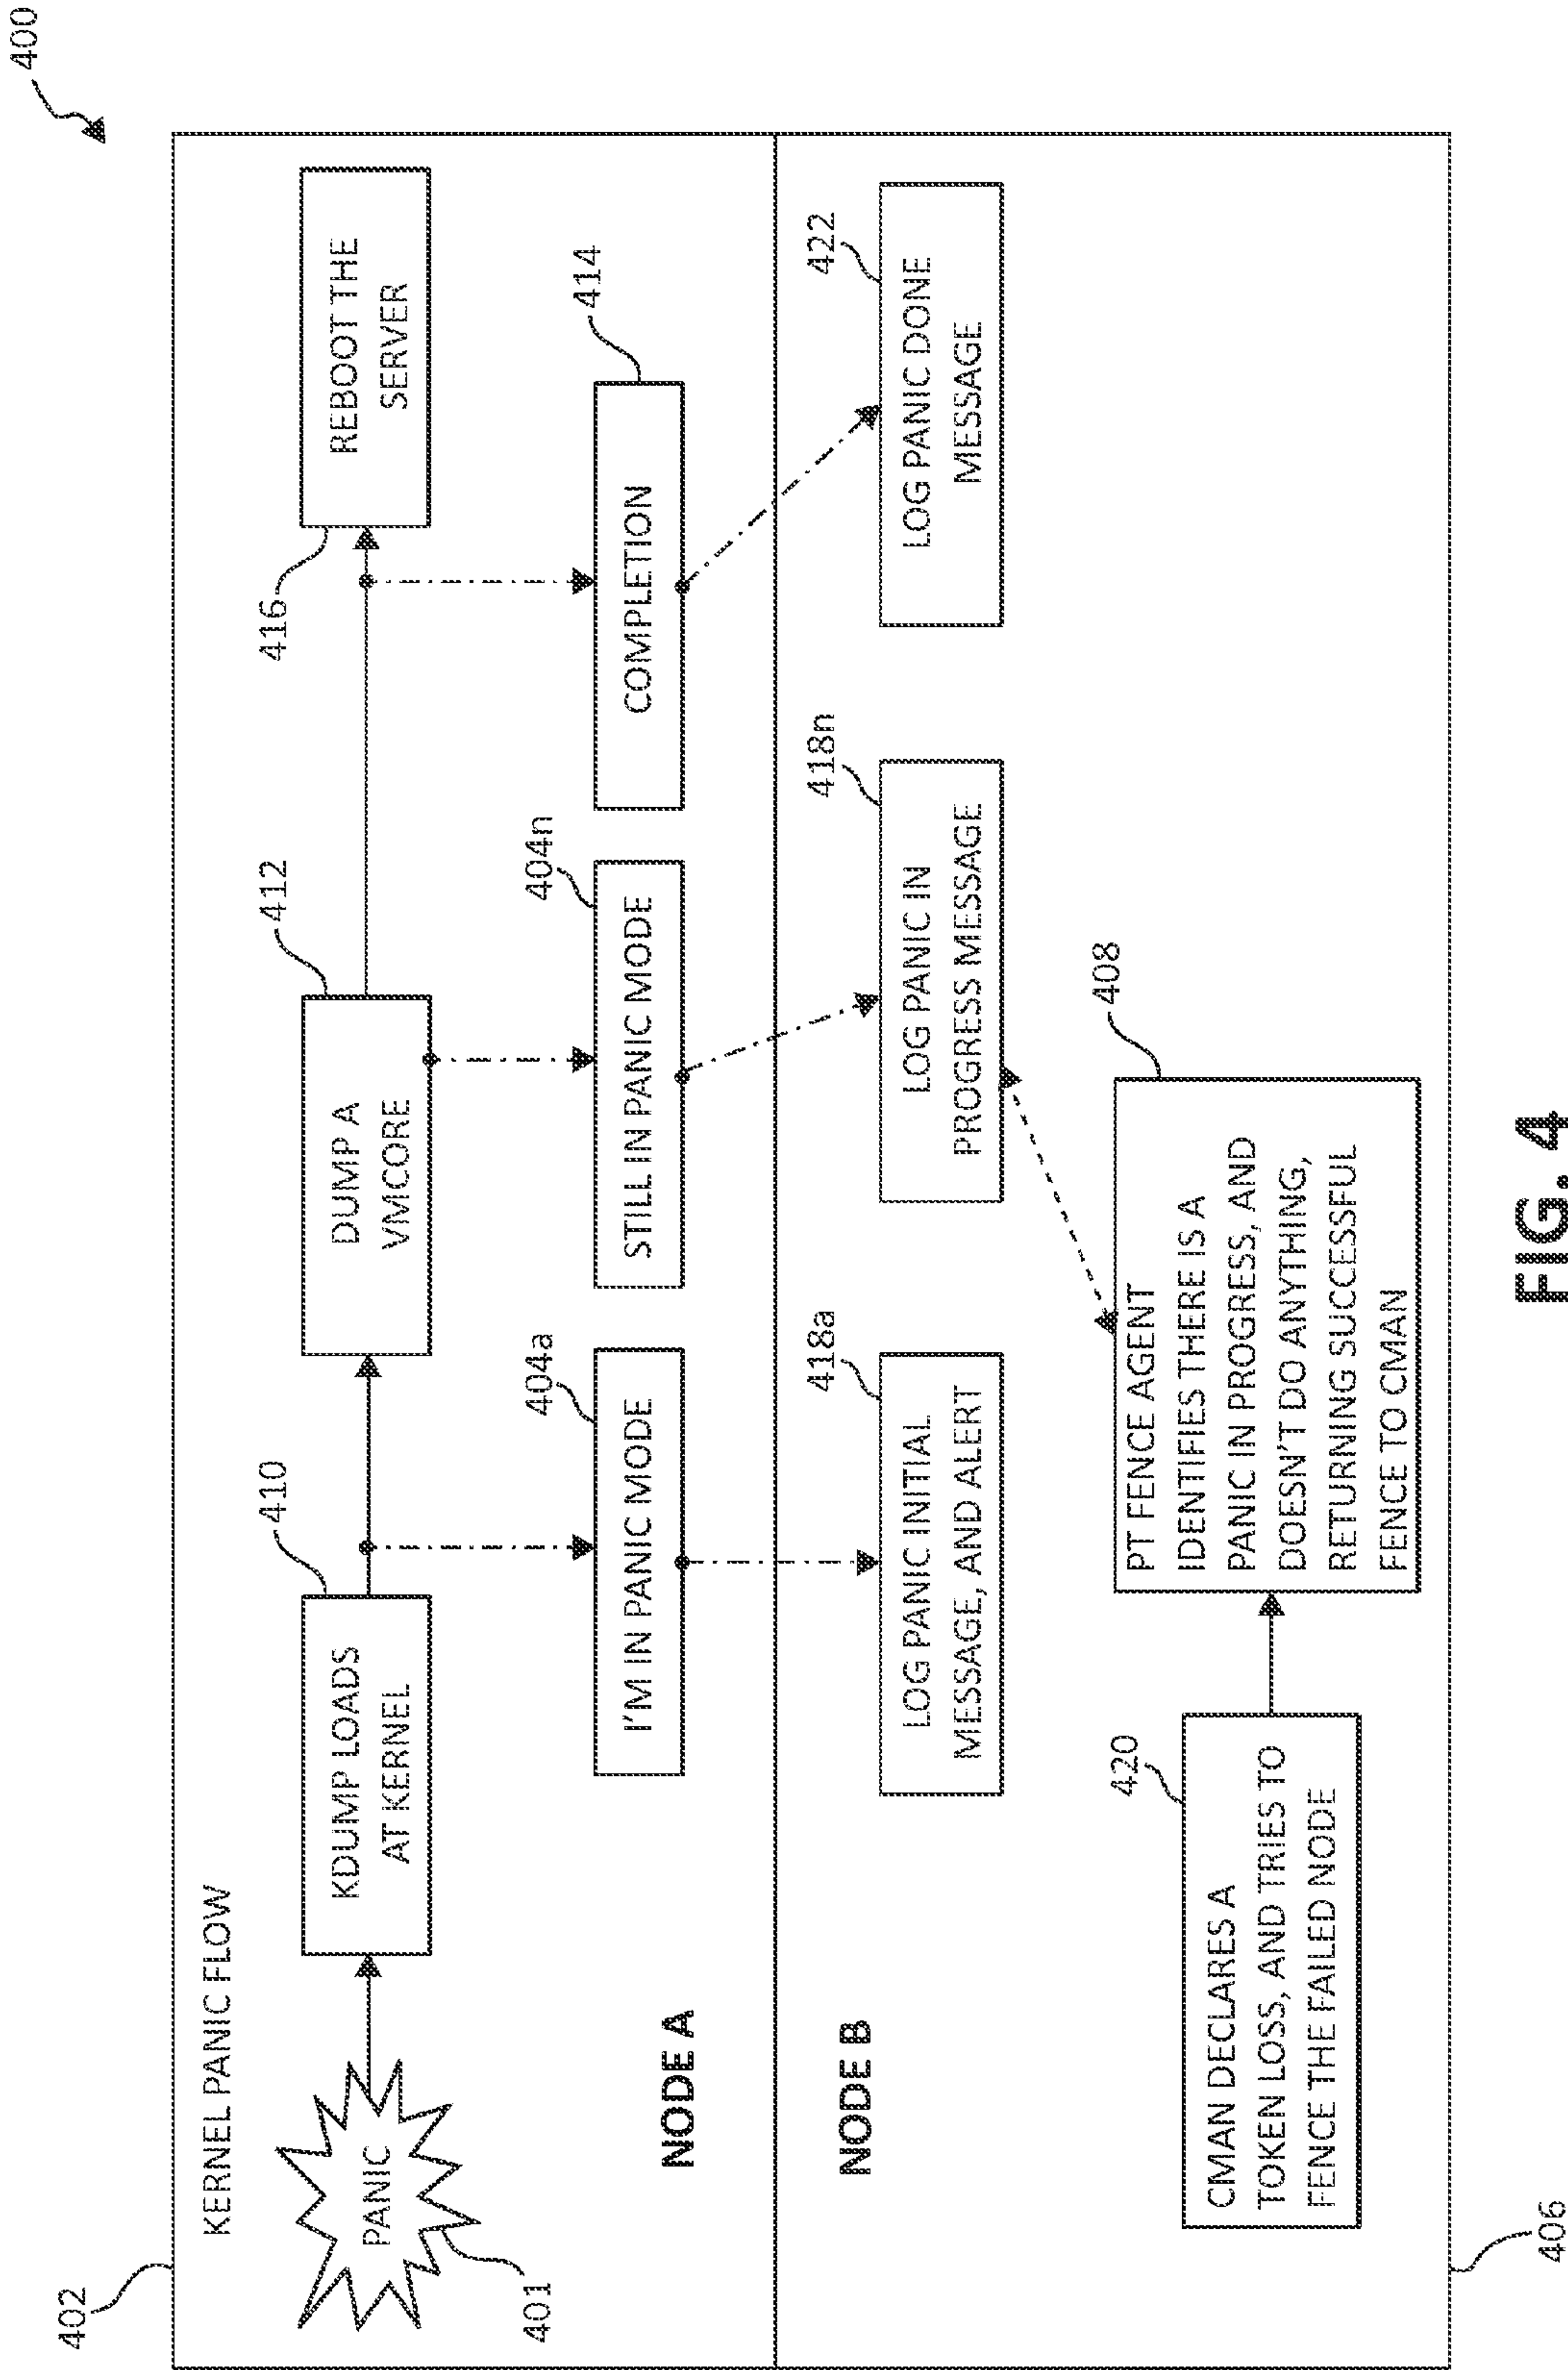 400
402
KERNEL PANIC FLOW
PANIC
401
410
KDUMP LOADS
AT KERNEL
412
DUMP A
VMCORE
416
REBOOT THE
SERVER
404a
I'M IN PANIC MODE
404n
STILL IN PANIC MODE
414
COMPLETION
NODE A
NODE B
418a
LOG PANIC INITIAL
MESSAGE, AND ALERT
418n
LOG PANIC IN
PROGRESS MESSAGE
422
LOG PANIC DONE
MESSAGE
420
CMAN DECLARES A
TOKEN LOSS, AND TRIES TO
FENCE THE FAILED NODE
408
PT FENCE AGENT
IDENTIFIES THERE IS A
PANIC IN PROGRESS, AND
DOESN'T DO ANYTHING,
RETURNING SUCCESSFUL
FENCE TO CMAN
406
FIG. 4